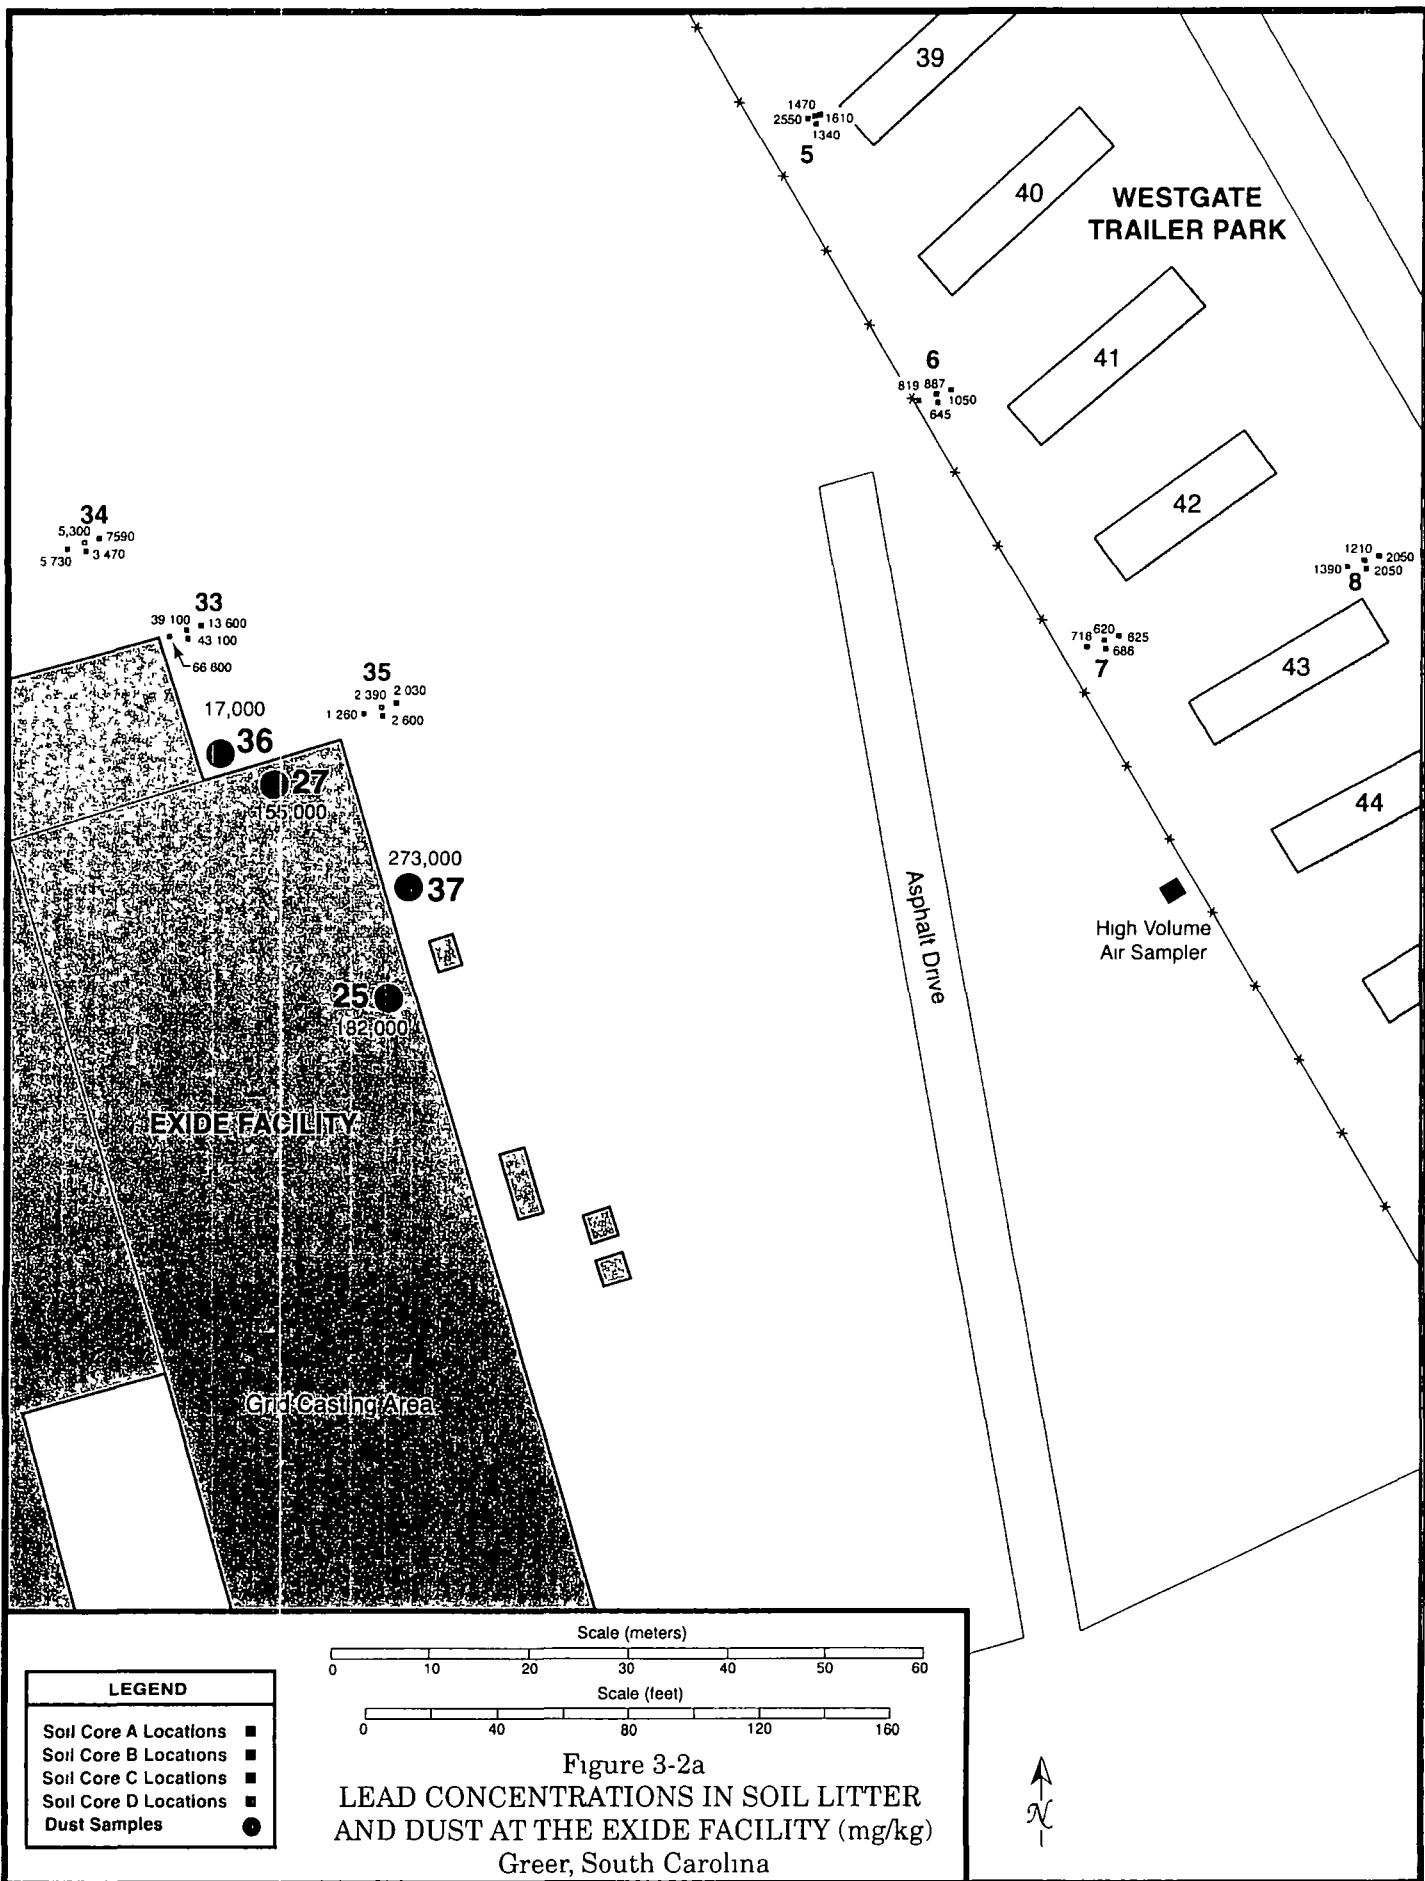 39
1470
2550 1610
1340
5
40
WESTGATE
TRAILER PARK
41
6
819 887
1050
645
42
34
5,300 7590
5 730 3 470
1210 2050
1390 2050
8
33
39 100 13 600
43 100
66 800
620 625
718 686
7
43
35
2 390 2 030
1 260 2 600
17,000
36
27
155,000
44
273,000
37
High Volume
Air Sampler
Asphalt Drive
25
182,000
EXIDE FACILITY
Grid Casting Area
Scale (meters)
0 10 20 30 40 50 60
Scale (feet)
0 40 80 120 160
LEGEND
Soil Core A Locations
Soil Core B Locations
Soil Core C Locations
Soil Core D Locations
Dust Samples
Figure 3-2a
LEAD CONCENTRATIONS IN SOIL LITTER
AND DUST AT THE EXIDE FACILITY (mg/kg)
Greer, South Carolina
N